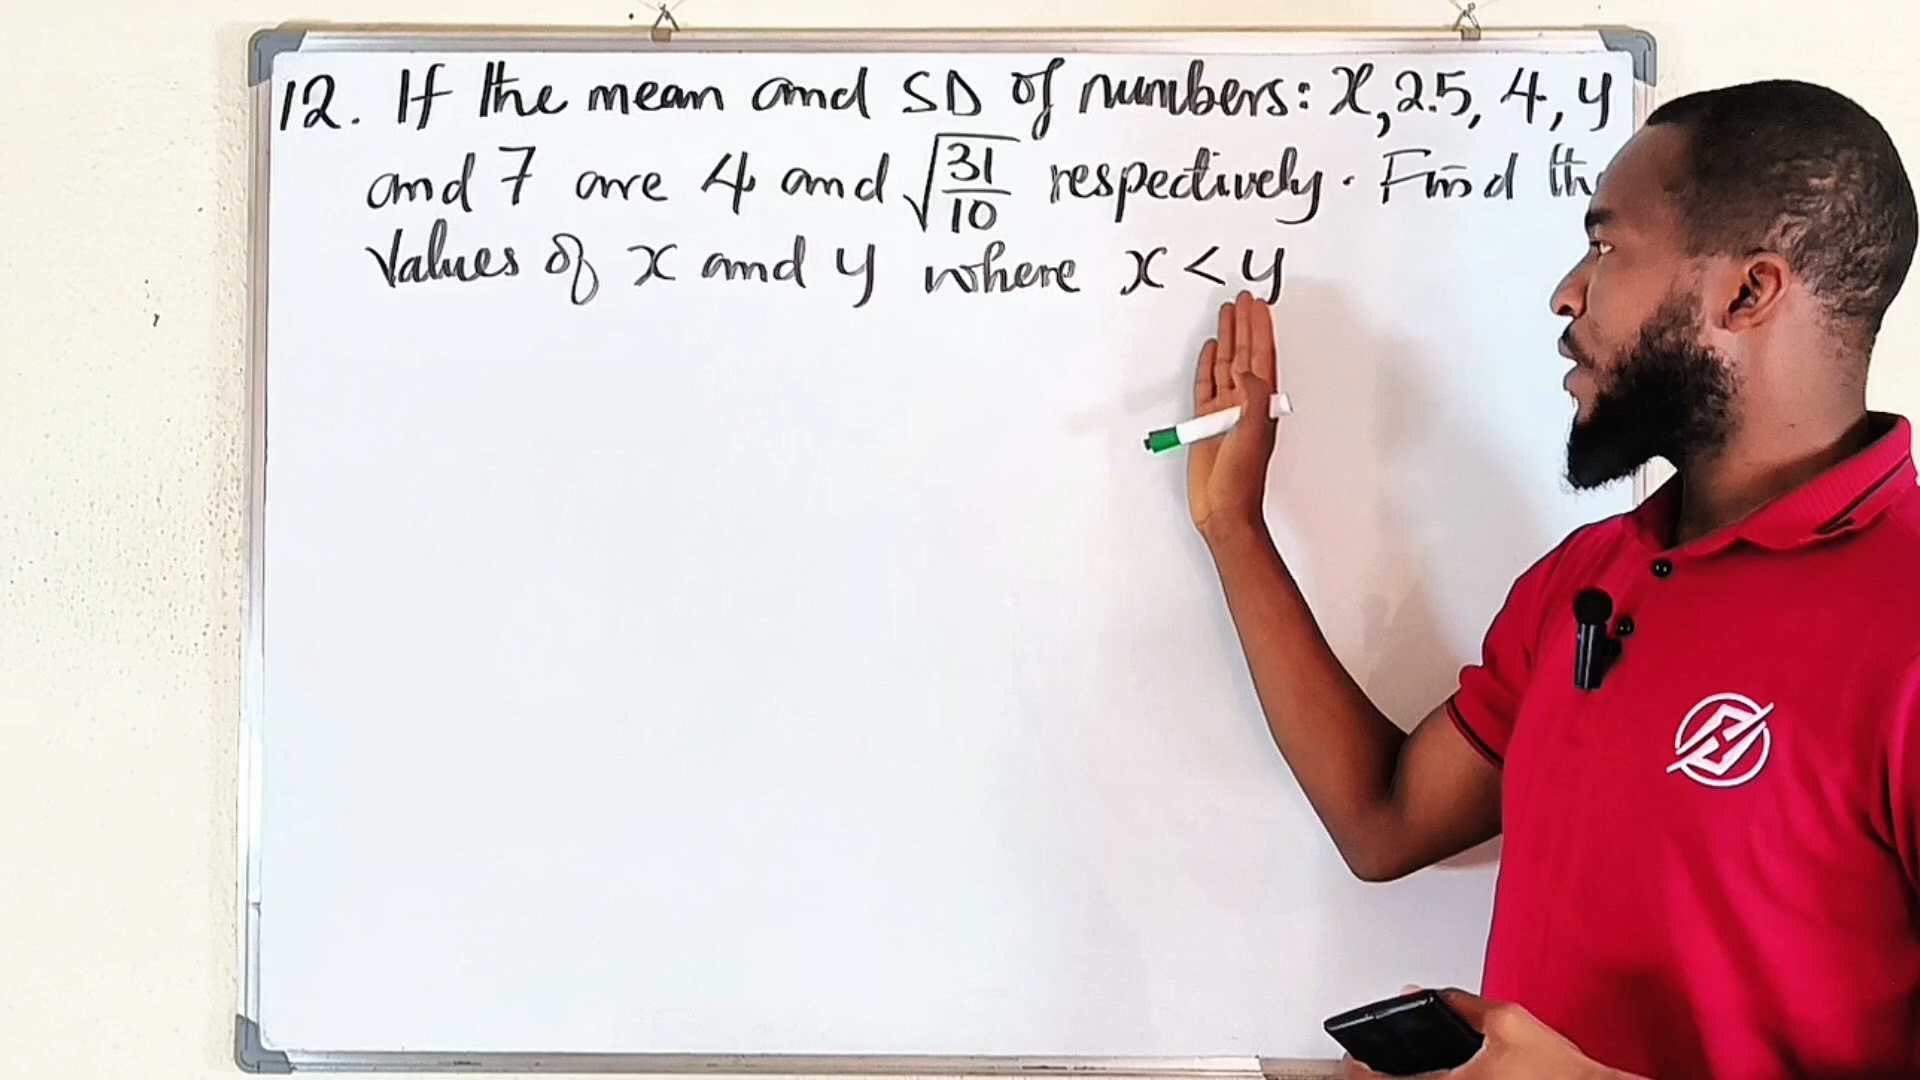 12. If the mean and SD of numbers: x, 2.5, 4, y
and 7 are 4 and √31/10 respectively. Find
values of x and y where x < y